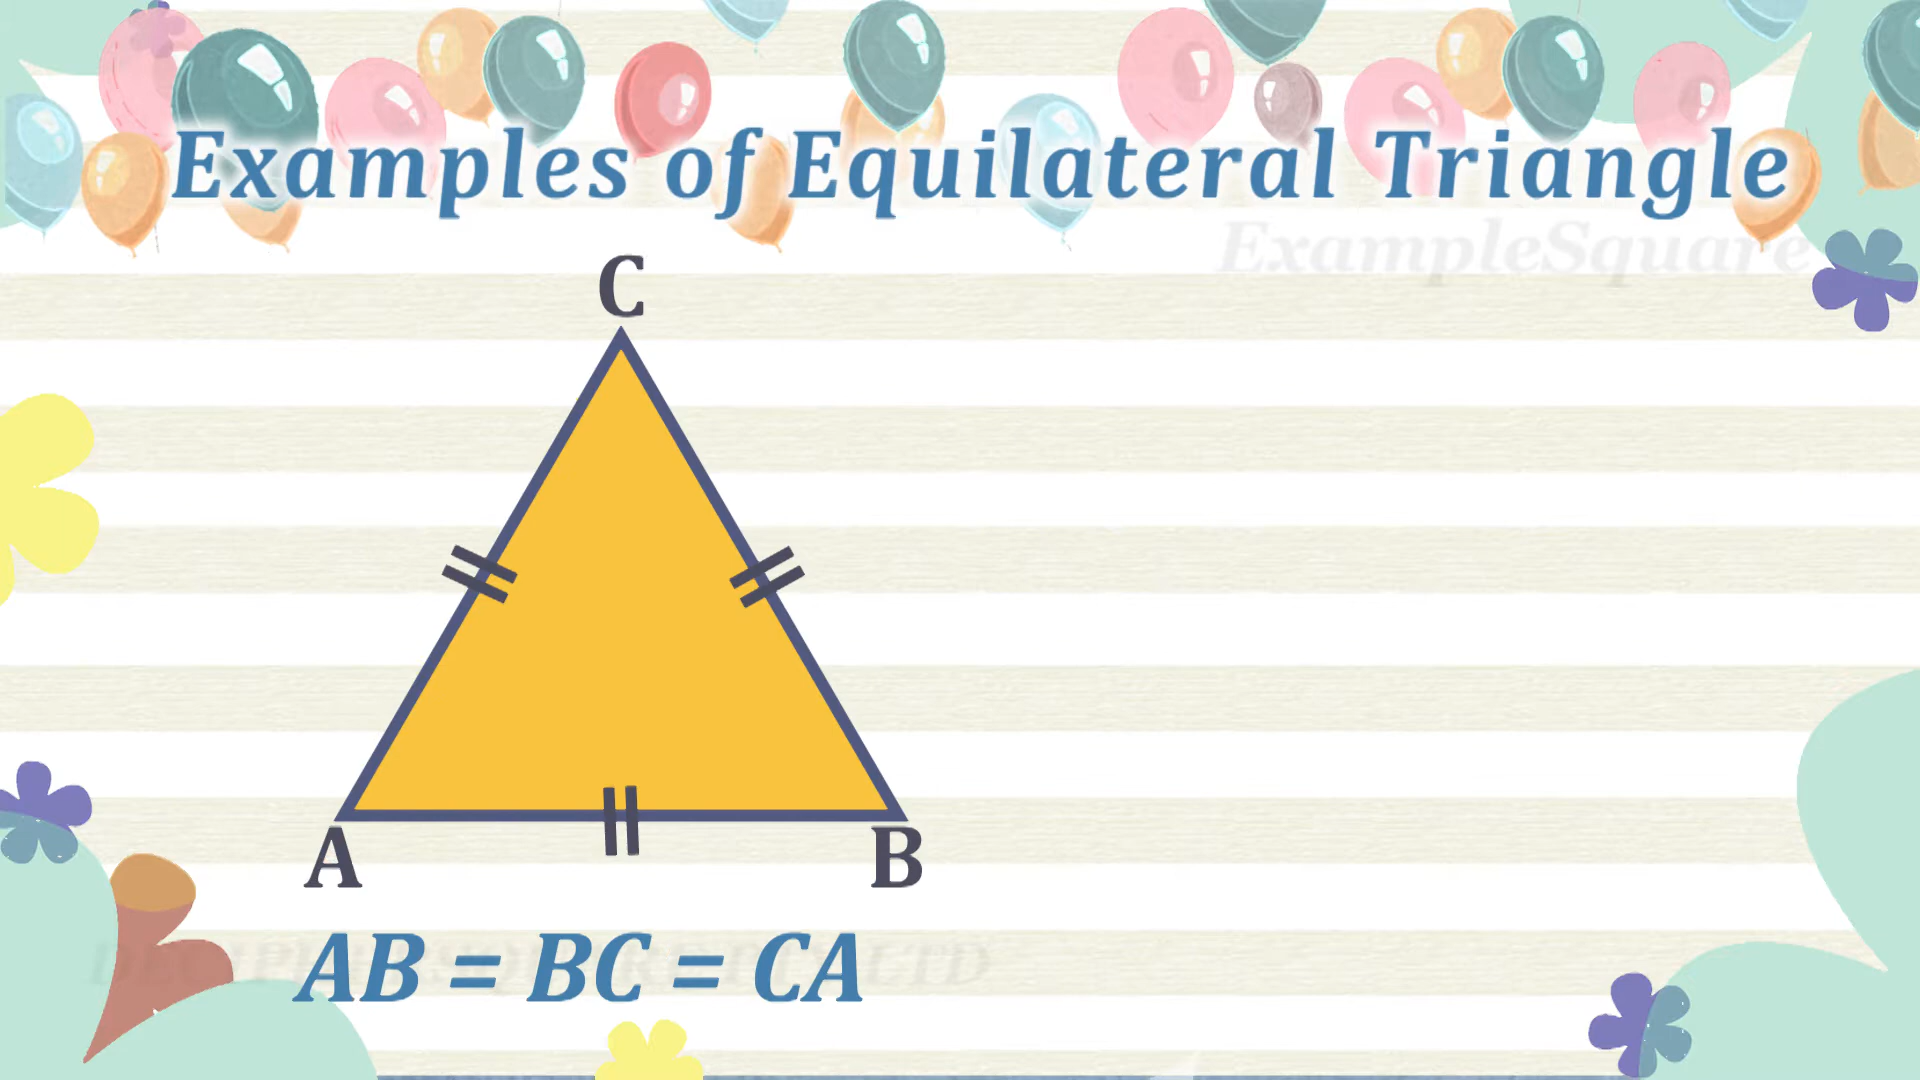 Examples of Equilateral Triangle
ExampleSquare
C
A
B
AB = BC = CA